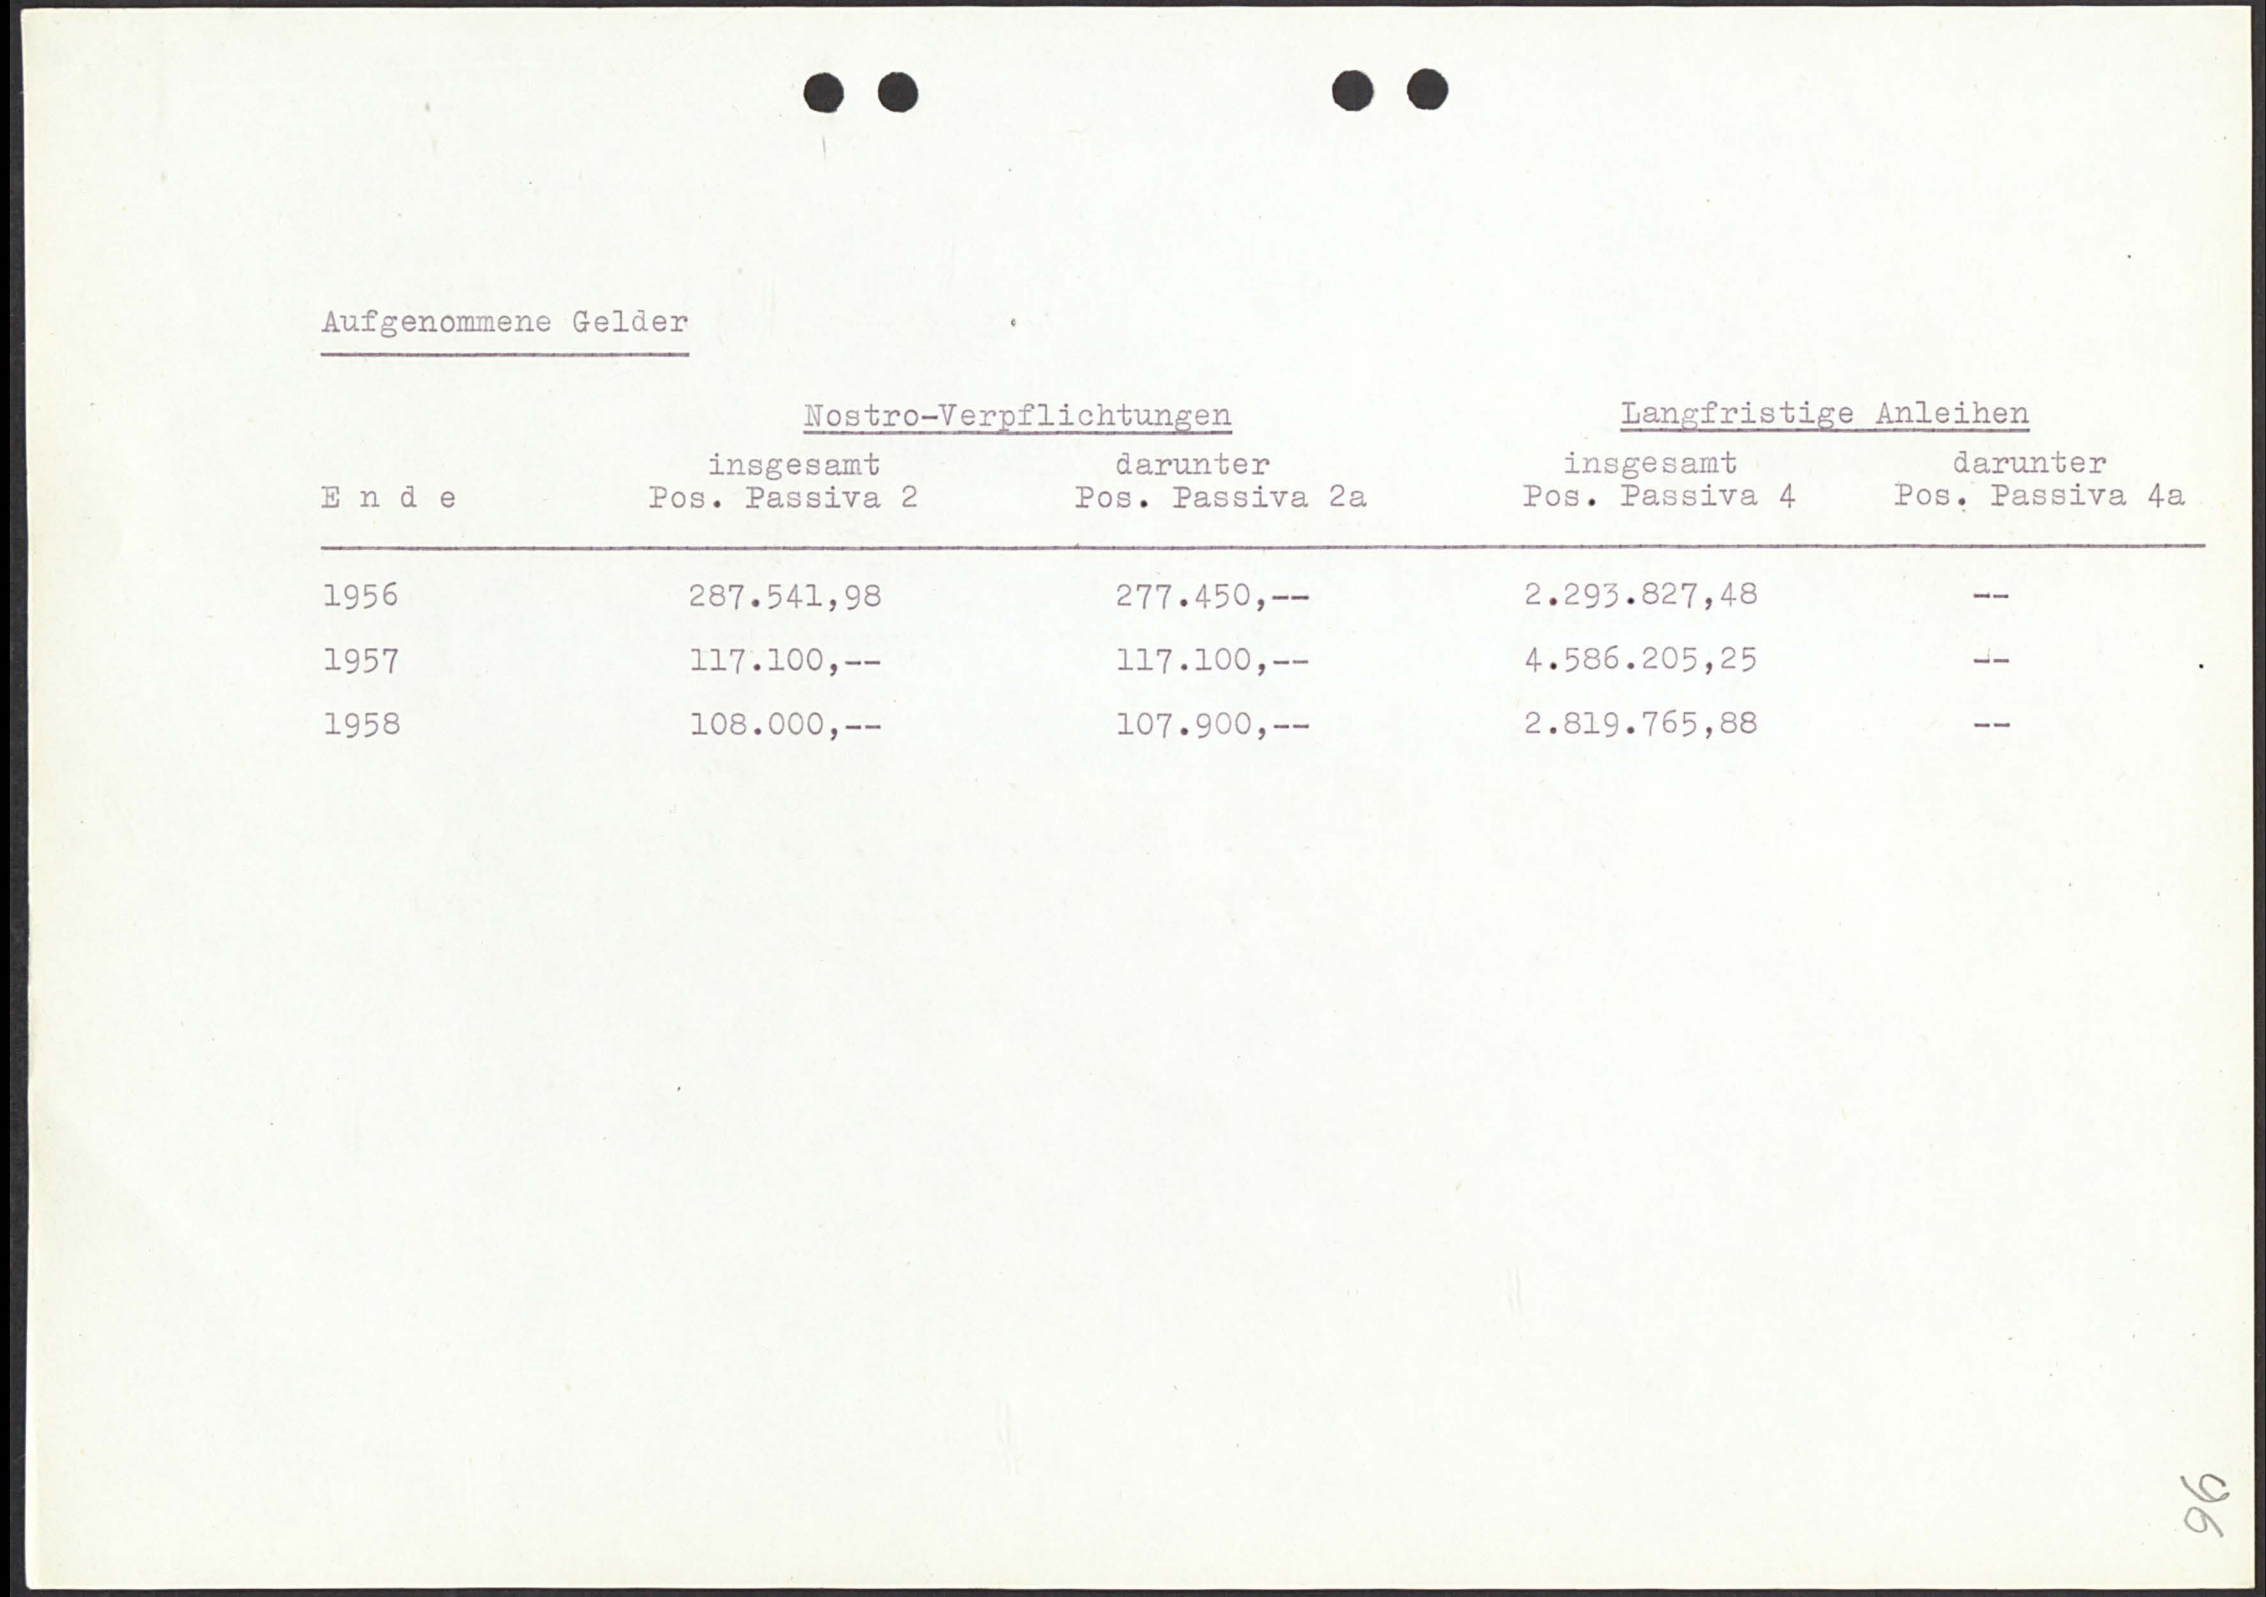 Aufgenommene Gelder
Nostro-Verpflichtungen Langfristige Anleihen
insgesamt darunter insgesamt darunter
E n d e Pos. Passiva 2 Pos. Passiva 2a Pos. Passiva 4 Pos. Passiva 4a
1956 287.541,98 277.450,-- 2.293.827,48 --
1957 117.100,-- 117.100,-- 4.586.205,25 --
1958 108.000,-- 107.900,-- 2.819.765,88 --
96